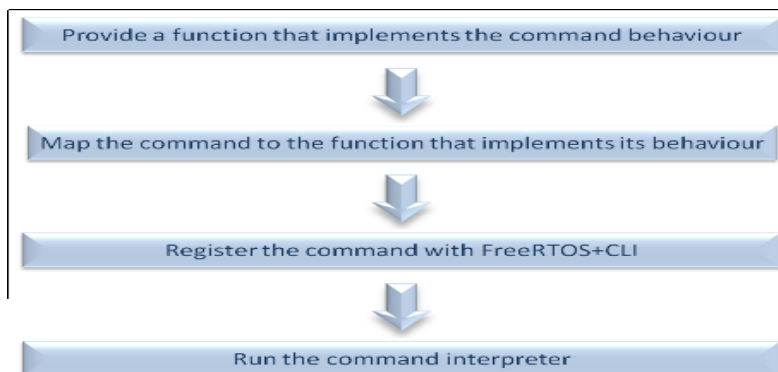 Provide a function that implements the command behaviour
Map the command to the function that implements its behaviour
Register the command with FreeRTOS+CLI
Run the command interpreter